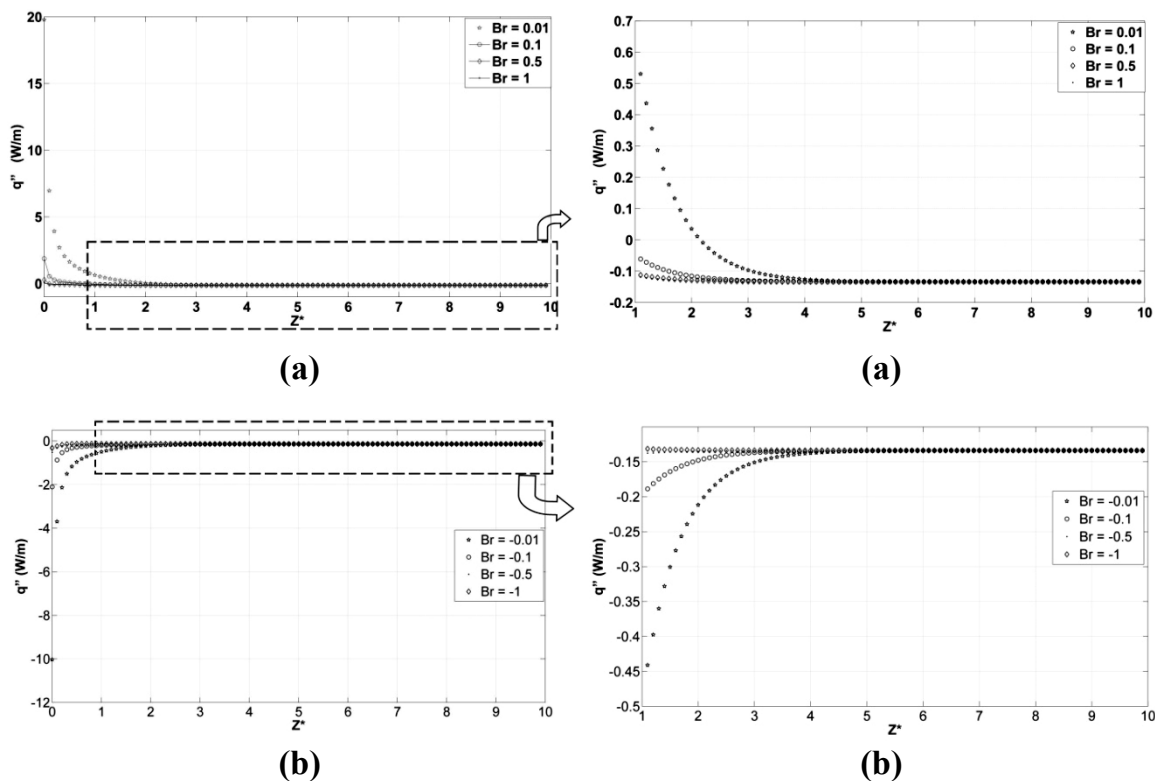 20
15
10
5
0
q" (W/m)
0 1 2 3 4 5 6 7 8 9 10
Z*
Br = 0.01
Br = 0.1
Br = 0.5
Br = 1
(a)
0.7
0.6
0.5
0.4
0.3
0.2
0.1
0
-0.1
-0.2
q" (W/m)
1 2 3 4 5 6 7 8 9 10
Z*
Br = 0.01
Br = 0.1
Br = 0.5
Br = 1
(a)
0
-2
-4
-6
-8
-10
-12
q" (W/m)
0 1 2 3 4 5 6 7 8 9 10
Z*
Br = -0.01
Br = -0.1
Br = -0.5
Br = -1
(b)
-0.15
-0.2
-0.25
-0.3
-0.35
-0.4
-0.45
-0.5
q" (W/m)
1 2 3 4 5 6 7 8 9 10
Z*
Br = -0.01
Br = -0.1
Br = -0.5
Br = -1
(b)